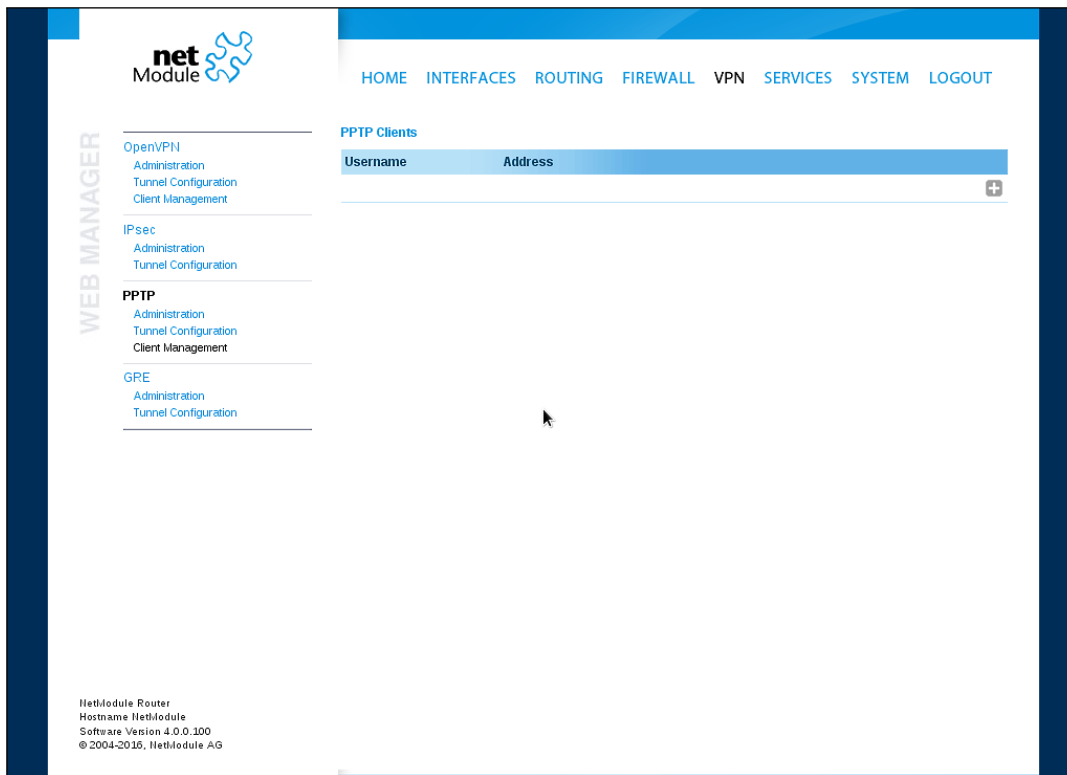 net
Module
HOME INTERFACES ROUTING FIREWALL VPN SERVICES SYSTEM LOGOUT
WEB MANAGER
OpenVPN
Administration
Tunnel Configuration
Client Management
IPsec
Administration
Tunnel Configuration
PPTP
Administration
Tunnel Configuration
Client Management
GRE
Administration
Tunnel Configuration
PPTP Clients
Username Address
NetModule Router
Hostname NetModule
Software Version 4.0.0.100
© 2004-2016, NetModule AG